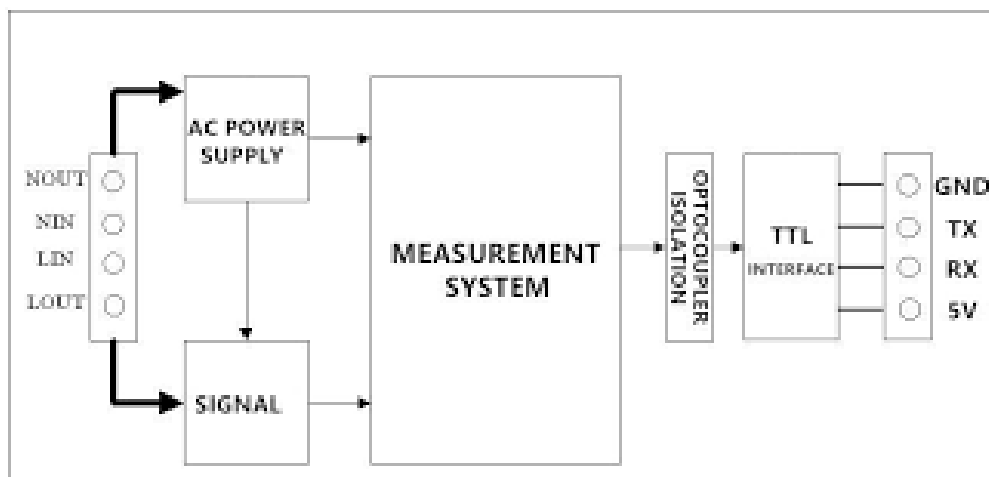 NOUT
NIN
LIN
LOUT
AC POWER
SUPPLY
SIGNAL
MEASUREMENT
SYSTEM
OPTOCOUPLER
ISOLATION
TTL
INTERFACE
GND
TX
RX
5V